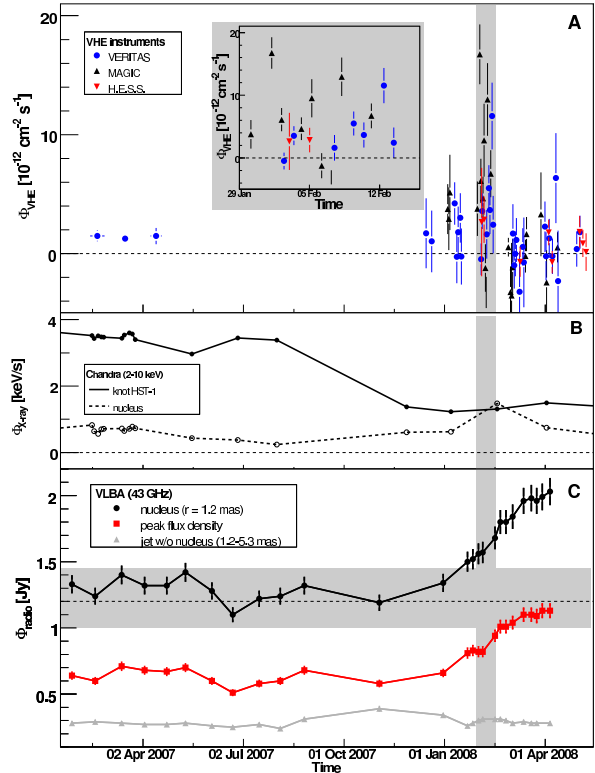 A
VHE instruments
VERITAS
MAGIC
H.E.S.S.
ΦVHE [10-12 cm-2 s-1]
20
10
0
ΦVHE [10-12 cm-2 s-1]
20
10
0
29 Jan
05 Feb
12 Feb
Time
B
Chandra (2-10 keV)
knot HST-1
nucleus
ΦX-ray [keV/s]
4
2
0
C
VLBA (43 GHz)
nucleus (r = 1.2 mas)
peak flux density
jet w/o nucleus (1.2-5.3 mas)
Φradio [Jy]
2
1.5
1
0.5
02 Apr 2007
02 Jul 2007
01 Oct 2007
01 Jan 2008
01 Apr 2008
Time